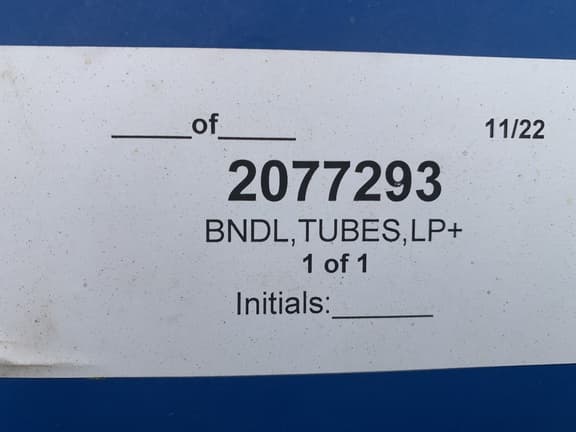 _____of_____ 11/22
2077293
BNDL,TUBES,LP+
1 of 1
Initials:______